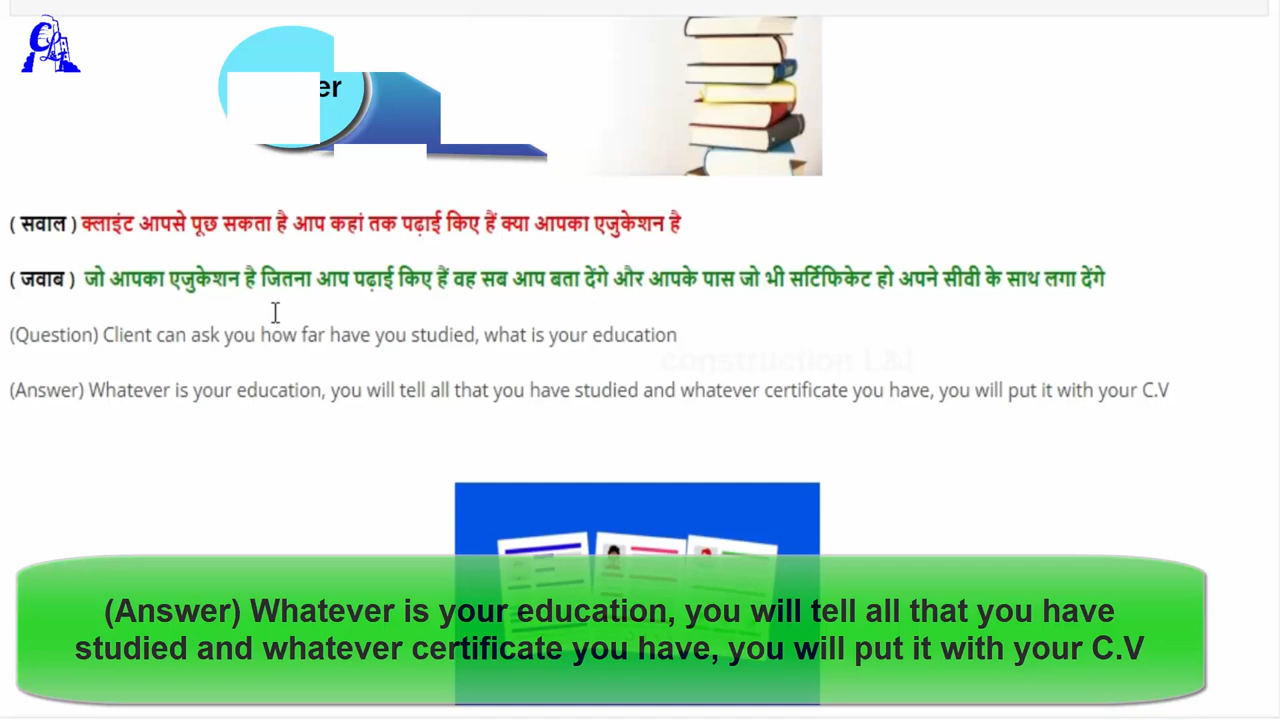 er
( सवाल ) क्लाइंट आपसे पूछ सकता है आप कहां तक पढ़ाई किए हैं क्या आपका एजुकेशन है
( जवाब ) जो आपका एजुकेशन है जितना आप पढ़ाई किए हैं वह सब आप बता देंगे और आपके पास जो भी सर्टिफिकेट हो अपने सीवी के साथ लगा देंगे
(Question) Client can ask you how far have you studied, what is your education
construction L&I
(Answer) Whatever is your education, you will tell all that you have studied and whatever certificate you have, you will put it with your C.V
(Answer) Whatever is your education, you will tell all that you have
studied and whatever certificate you have, you will put it with your C.V